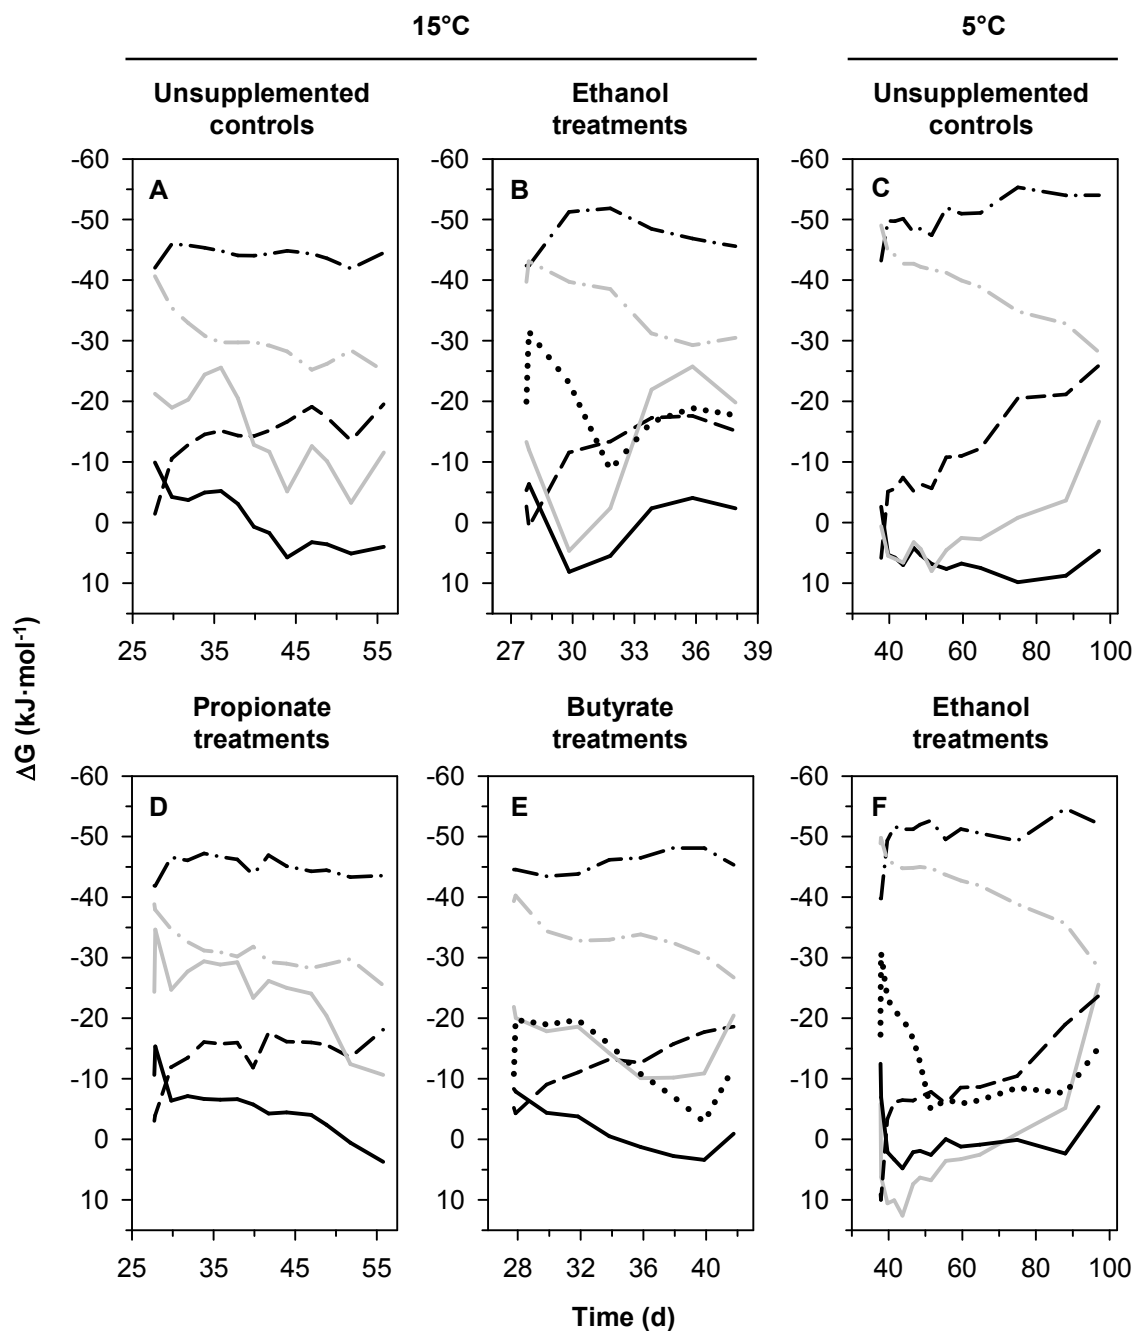 15°C
5°C
Unsupplemented
controls
Ethanol
treatments
Unsupplemented
controls
-60
-50
-40
-30
-20
-10
0
10
A
25 35 45 55
-60
-50
-40
-30
-20
-10
0
10
B
27 30 33 36 39
-60
-50
-40
-30
-20
-10
0
10
C
40 60 80 100
ΔG (kJ·mol⁻¹)
Propionate
treatments
Butyrate
treatments
Ethanol
treatments
-60
-50
-40
-30
-20
-10
0
10
D
25 35 45 55
-60
-50
-40
-30
-20
-10
0
10
E
28 32 36 40
-60
-50
-40
-30
-20
-10
0
10
F
40 60 80 100
Time (d)